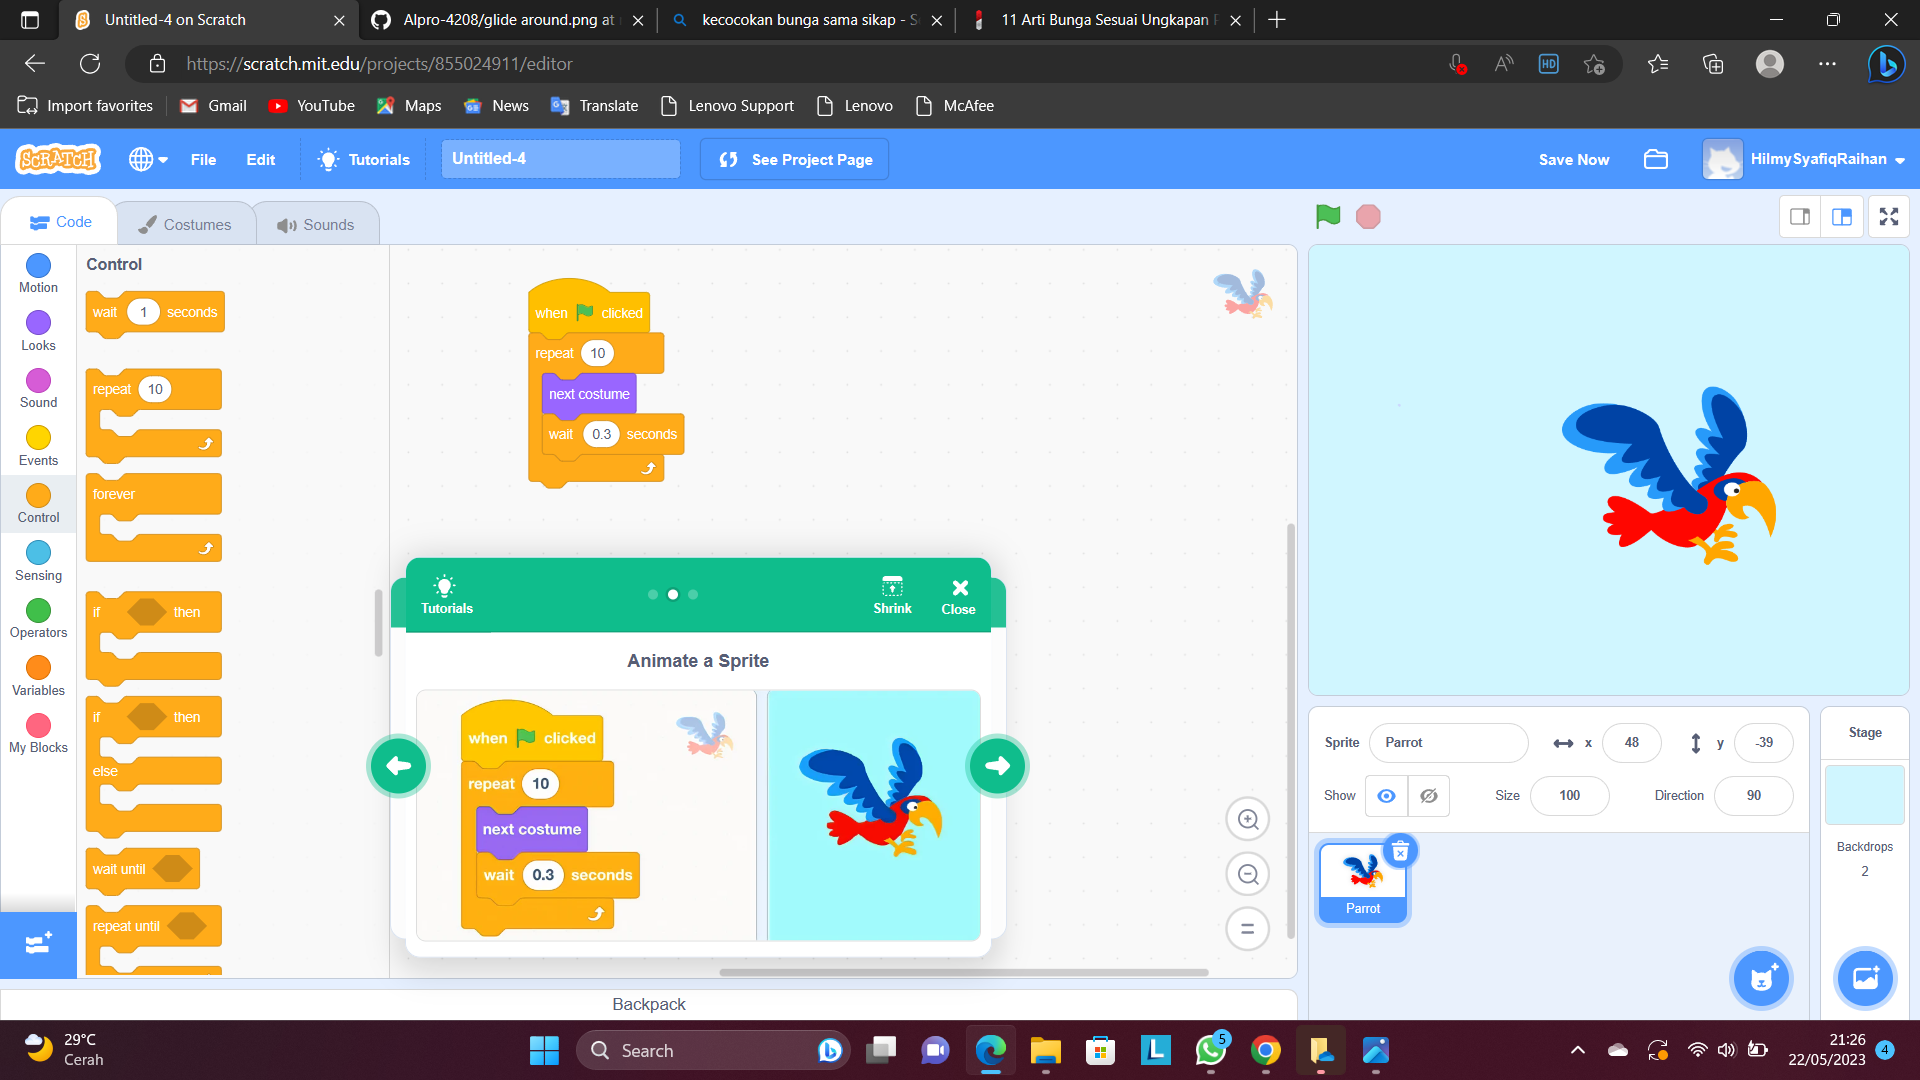 Untitled-4 on Scratch
Alpro-4208/glide around.png at
kecocokan bunga sama sikap - S
11 Arti Bunga Sesuai Ungkapan
https://scratch.mit.edu/projects/855024911/editor
HD
Import favorites
Gmail
YouTube
Maps
News
Translate
Lenovo Support
Lenovo
McAfee
SCRATCH
File
Edit
Tutorials
Untitled-4
See Project Page
Save Now
HilmySyafiqRaihan
Code
Costumes
Sounds
Motion
Looks
Sound
Events
Control
Sensing
Operators
Variables
My Blocks
Control
wait 1 seconds
repeat 10
forever
if then
if then
else
wait until
repeat until
when clicked
repeat 10
next costume
wait 0.3 seconds
Tutorials
Shrink
Close
Animate a Sprite
when clicked
repeat 10
next costume
wait 0.3 seconds
Backpack
Sprite Parrot x 48 y -39
Show Size 100 Direction 90
Parrot
Stage
Backdrops
2
29°C
Cerah
Search
L
5
21:26
22/05/2023
4